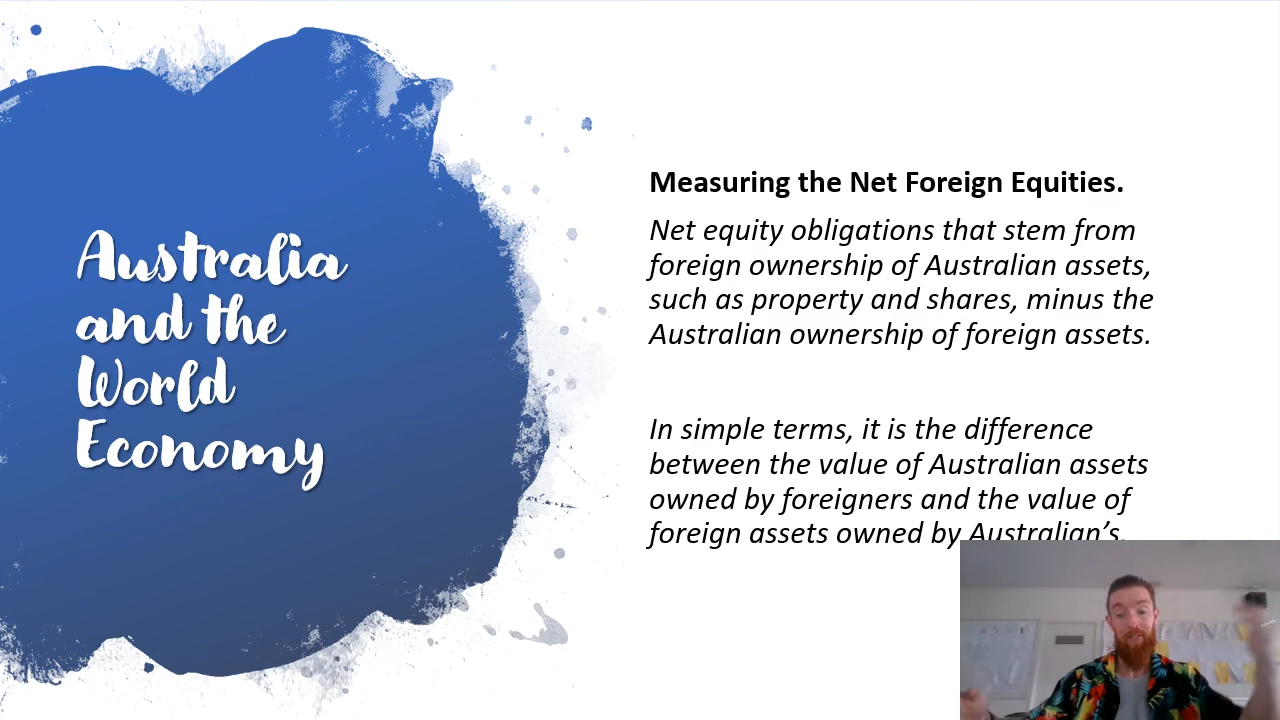 Australia
and the
World
Economy
Measuring the Net Foreign Equities.
Net equity obligations that stem from
foreign ownership of Australian assets,
such as property and shares, minus the
Australian ownership of foreign assets.
In simple terms, it is the difference
between the value of Australian assets
owned by foreigners and the value of
foreign assets owned by Australian’s.